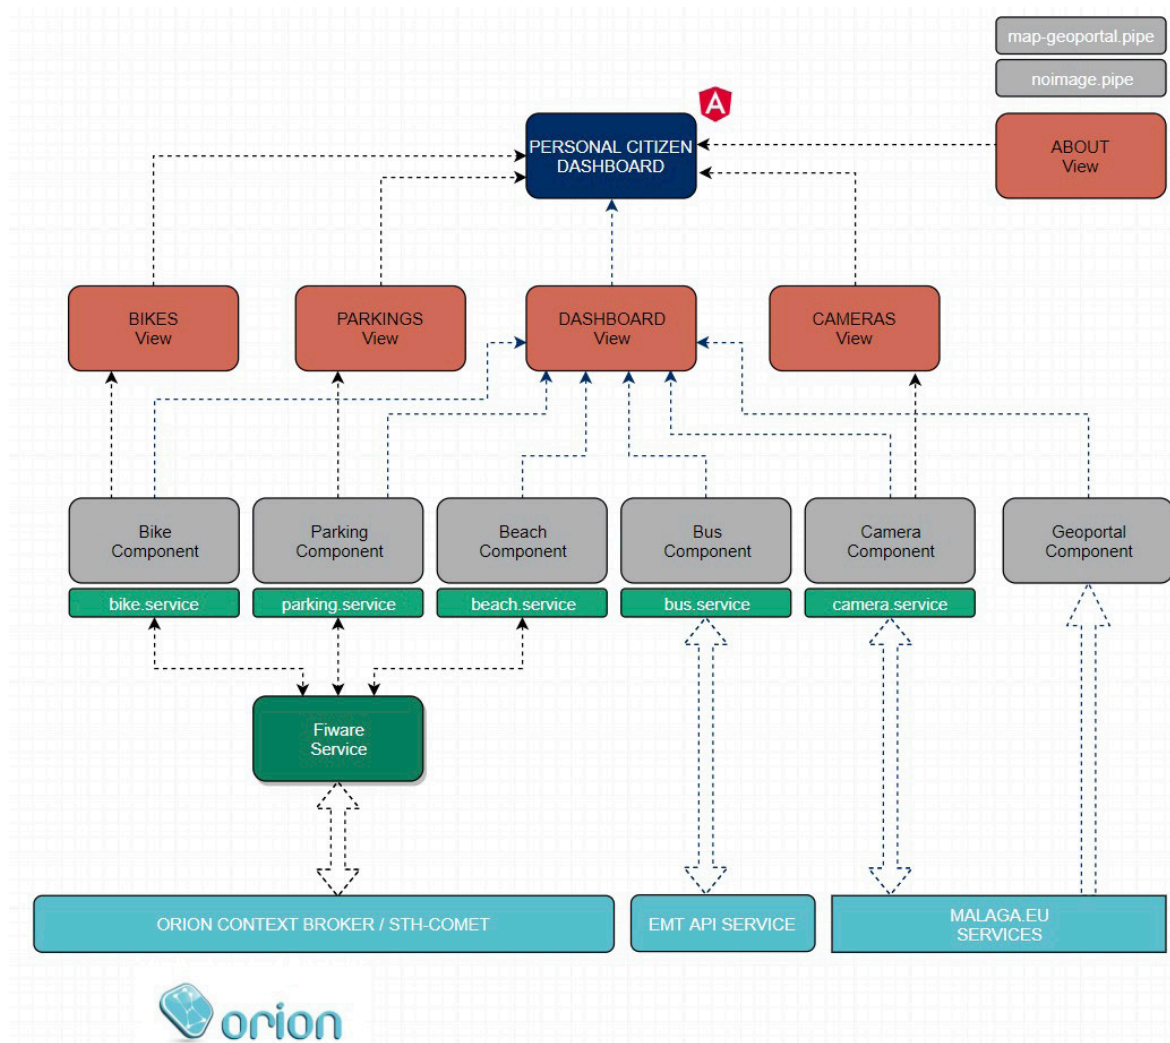 map-geoportal.pipe
noimage.pipe
A
PERSONAL CITIZEN
DASHBOARD
ABOUT
View
BIKES
View
PARKINGS
View
DASHBOARD
View
CAMERAS
View
Bike
Component
Parking
Component
Beach
Component
Bus
Component
Camera
Component
Geoportal
Component
bike.service
parking.service
beach.service
bus.service
camera.service
Fiware
Service
ORION CONTEXT BROKER / STH-COMET
EMT API SERVICE
MALAGA.EU
SERVICES
orion